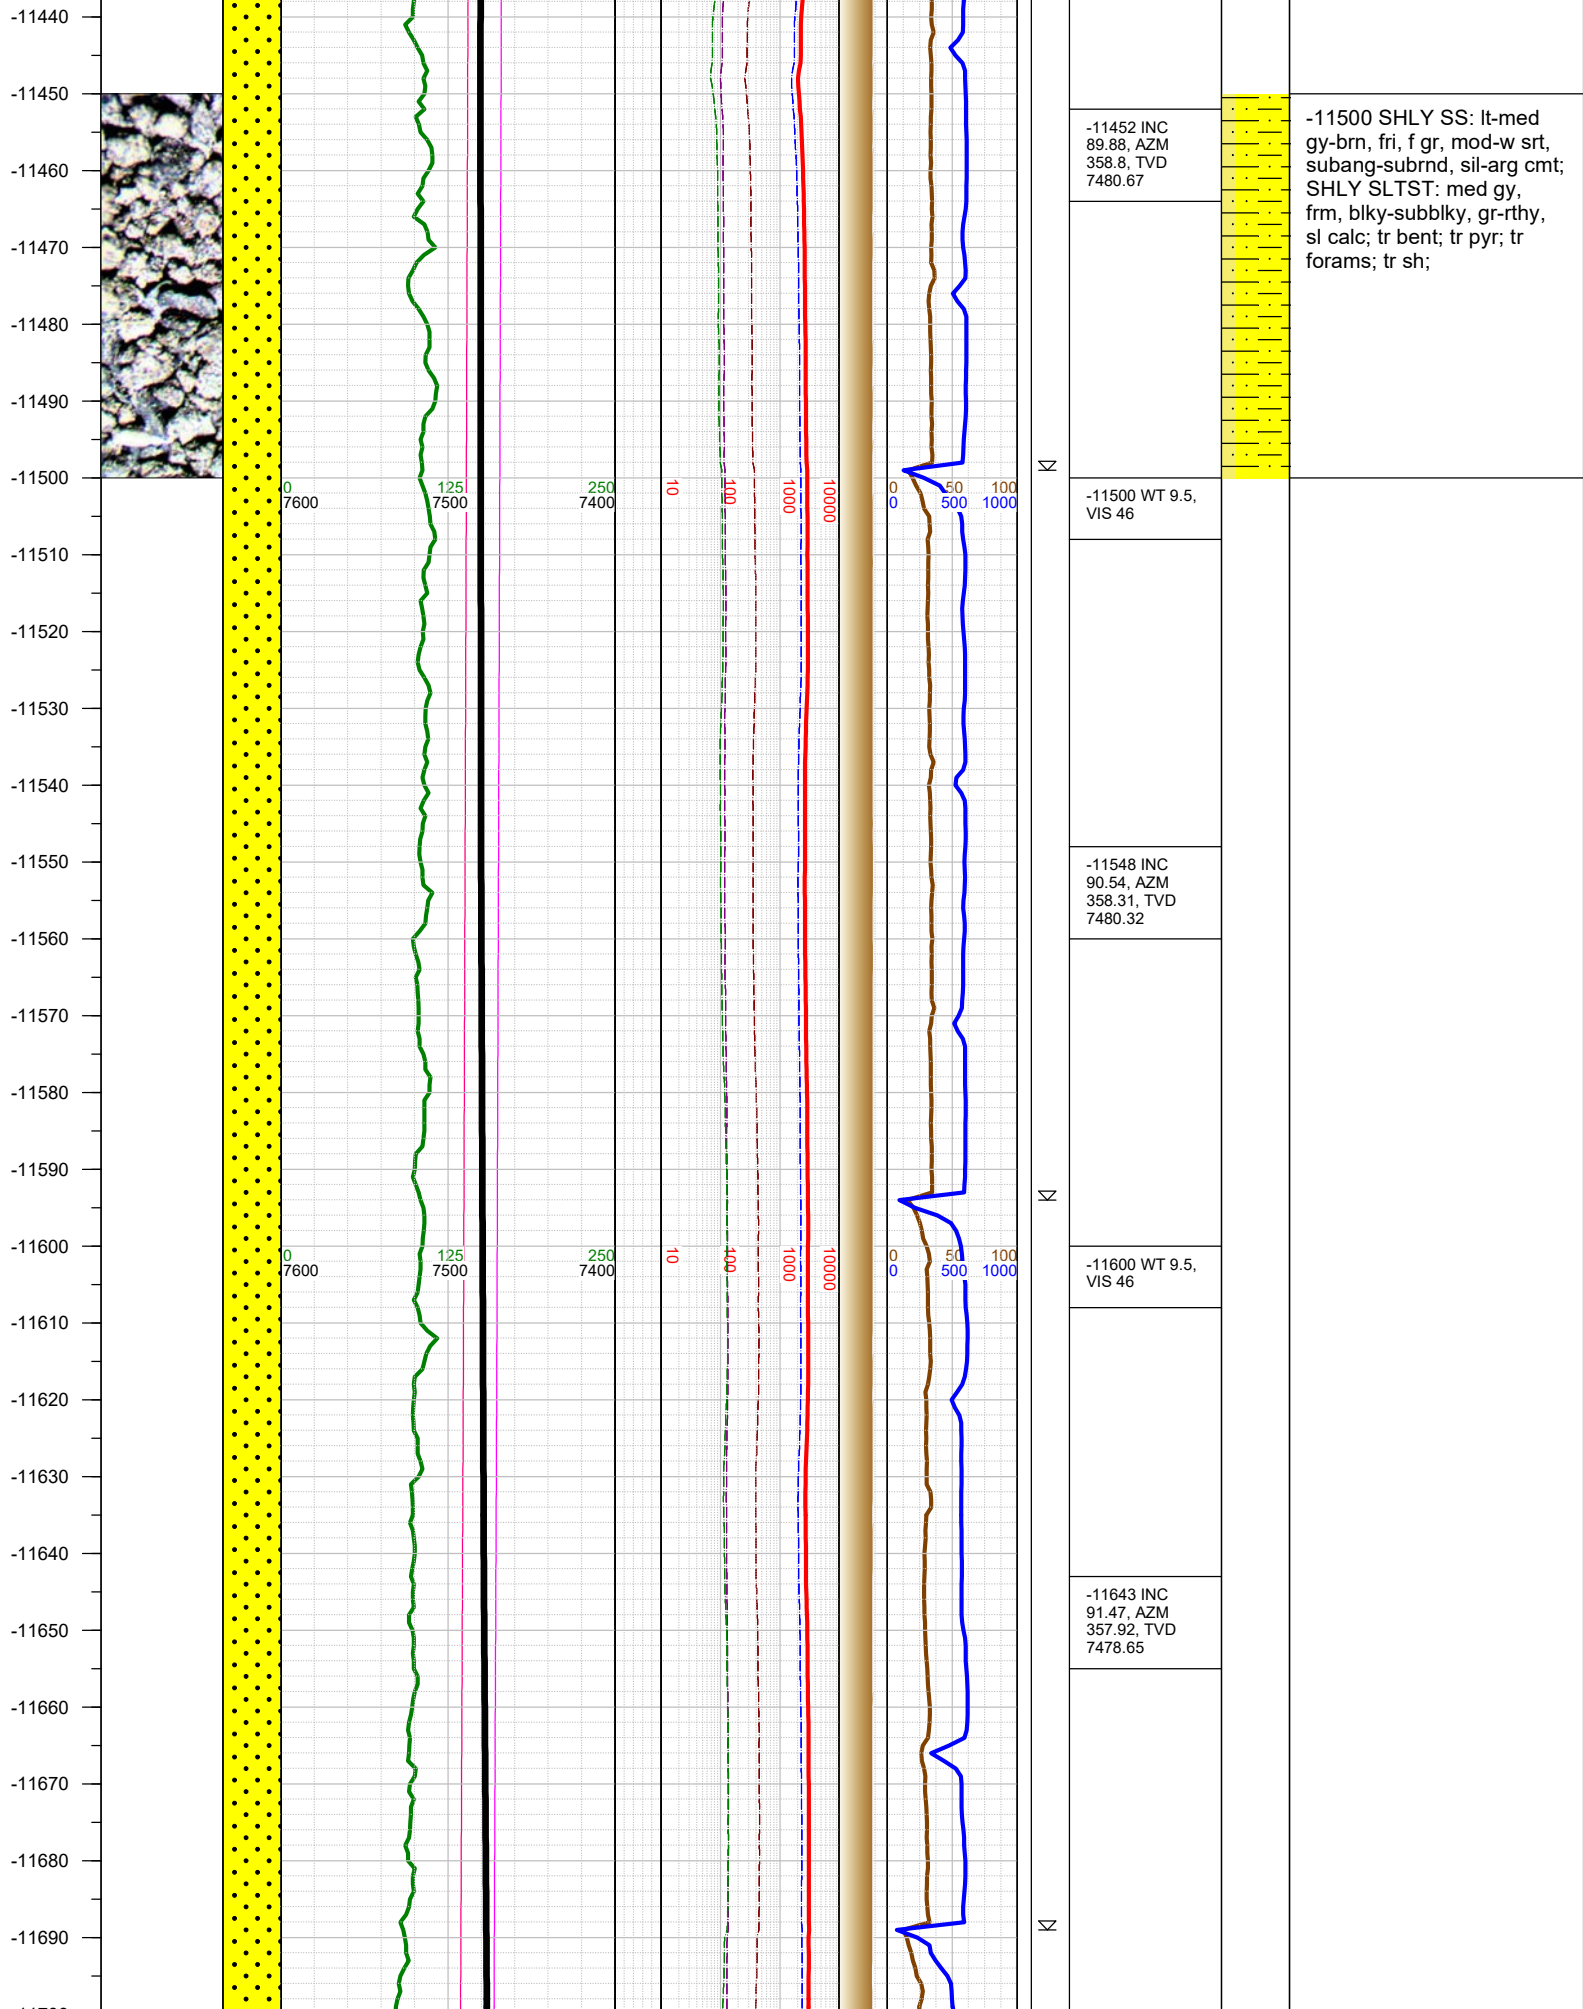 -11440
-11450
-11460
-11470
-11480
-11490
-11500
-11510
-11520
-11530
-11540
-11550
-11560
-11570
-11580
-11590
-11600
-11610
-11620
-11630
-11640
-11650
-11660
-11670
-11680
-11690
0 125 250
7600 7500 7400
10 100 1000 10000
0 50 100
0 500 1000
0 125 250
7600 7500 7400
10 100 1000 10000
0 50 100
0 500 1000
-11452 INC
89.88, AZM
358.8, TVD
7480.67
-11500 WT 9.5,
VIS 46
-11548 INC
90.54, AZM
358.31, TVD
7480.32
-11600 WT 9.5,
VIS 46
-11643 INC
91.47, AZM
357.92, TVD
7478.65
-11500 SHLY SS: lt-med
gy-brn, fri, f gr, mod-w srt,
subang-subrnd, sil-arg cmt;
SHLY SLTST: med gy,
frm, blky-subblky, gr-rthy,
sl calc; tr bent; tr pyr; tr
forams; tr sh;